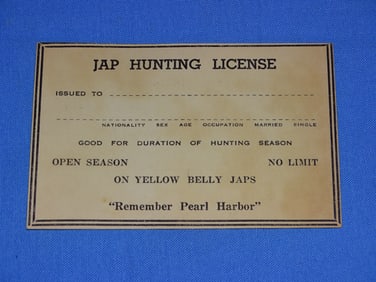 JAP HUNTING LICENSE
ISSUED TO
NATIONALITY SEX AGE OCCUPATION MARRIED SINGLE
GOOD FOR DURATION OF HUNTING SEASON
OPEN SEASON NO LIMIT
ON YELLOW BELLY JAPS
“Remember Pearl Harbor”